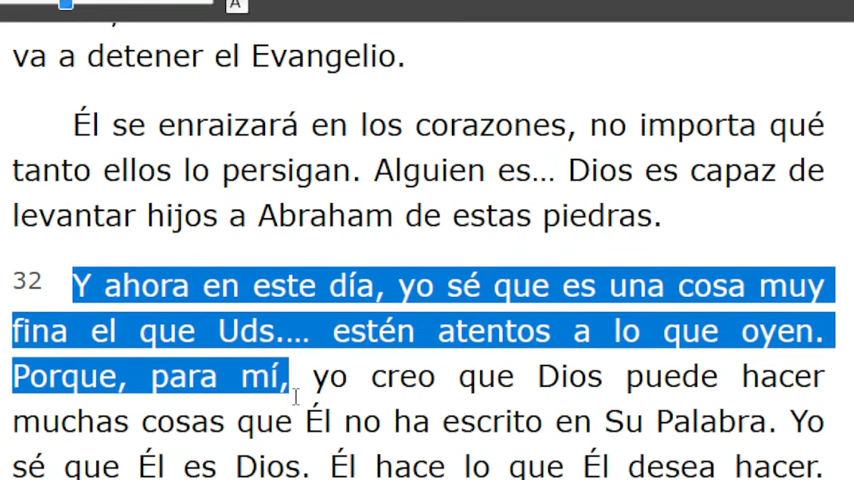 A
va a detener el Evangelio.
Él se enraizará en los corazones, no importa qué
tanto ellos lo persigan. Alguien es... Dios es capaz de
levantar hijos a Abraham de estas piedras.
32 Y ahora en este día, yo sé que es una cosa muy
fina el que Uds.... estén atentos a lo que oyen.
Porque, para mí, yo creo que Dios puede hacer
muchas cosas que Él no ha escrito en Su Palabra. Yo
sé que Él es Dios. Él hace lo que Él desea hacer.